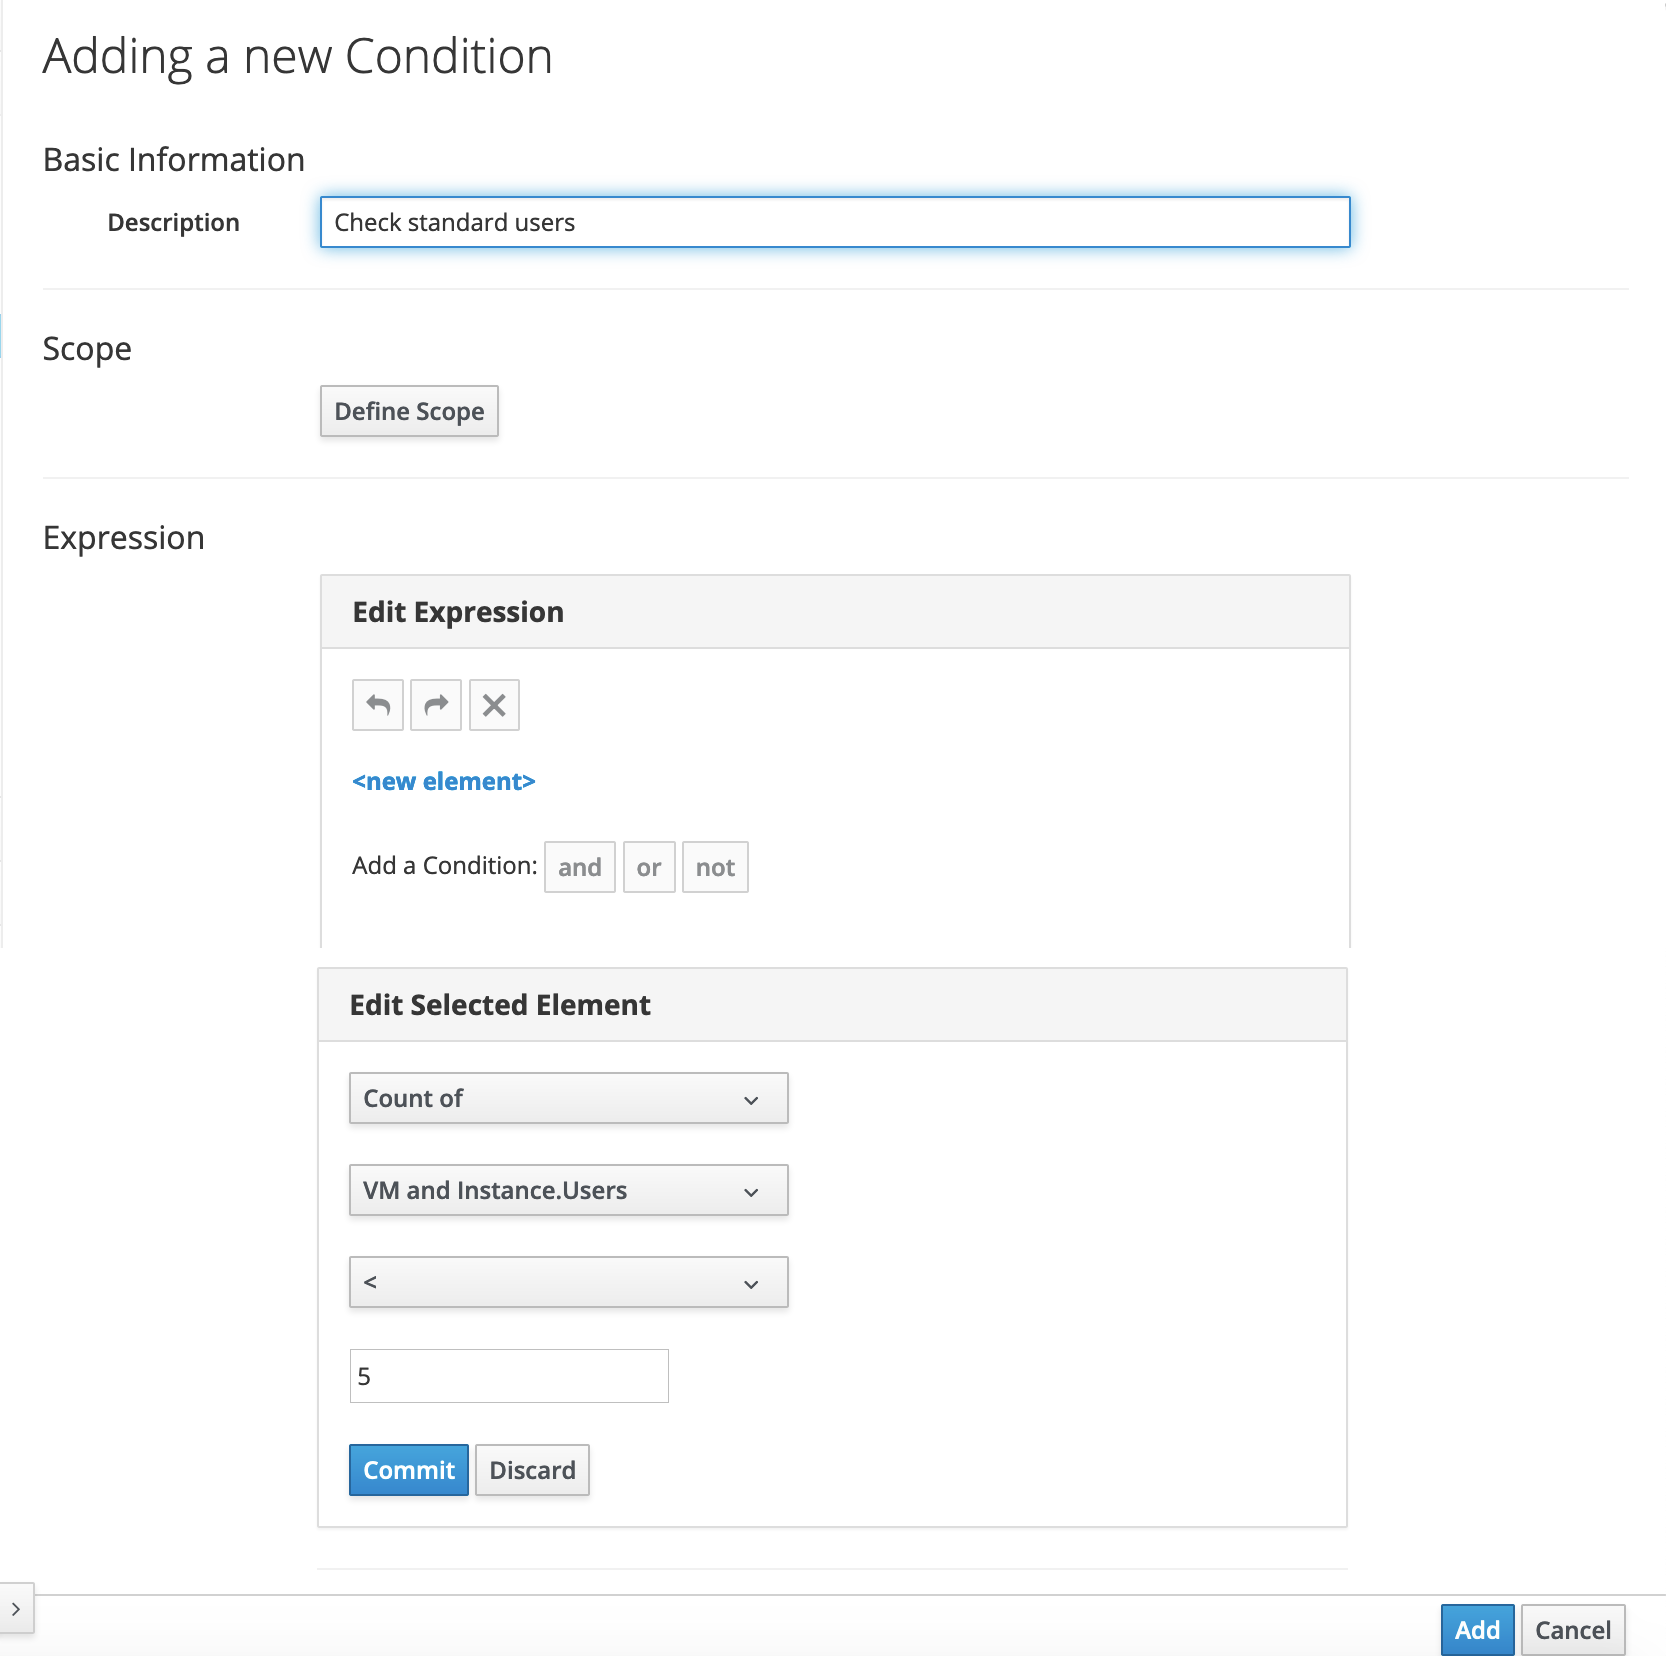 Adding a new Condition
Basic Information
Description
Check standard users
Scope
Define Scope
Expression
Edit Expression
<new element>
Add a Condition: and or not
Edit Selected Element
Count of
VM and Instance.Users
<
5
Commit Discard
Add Cancel